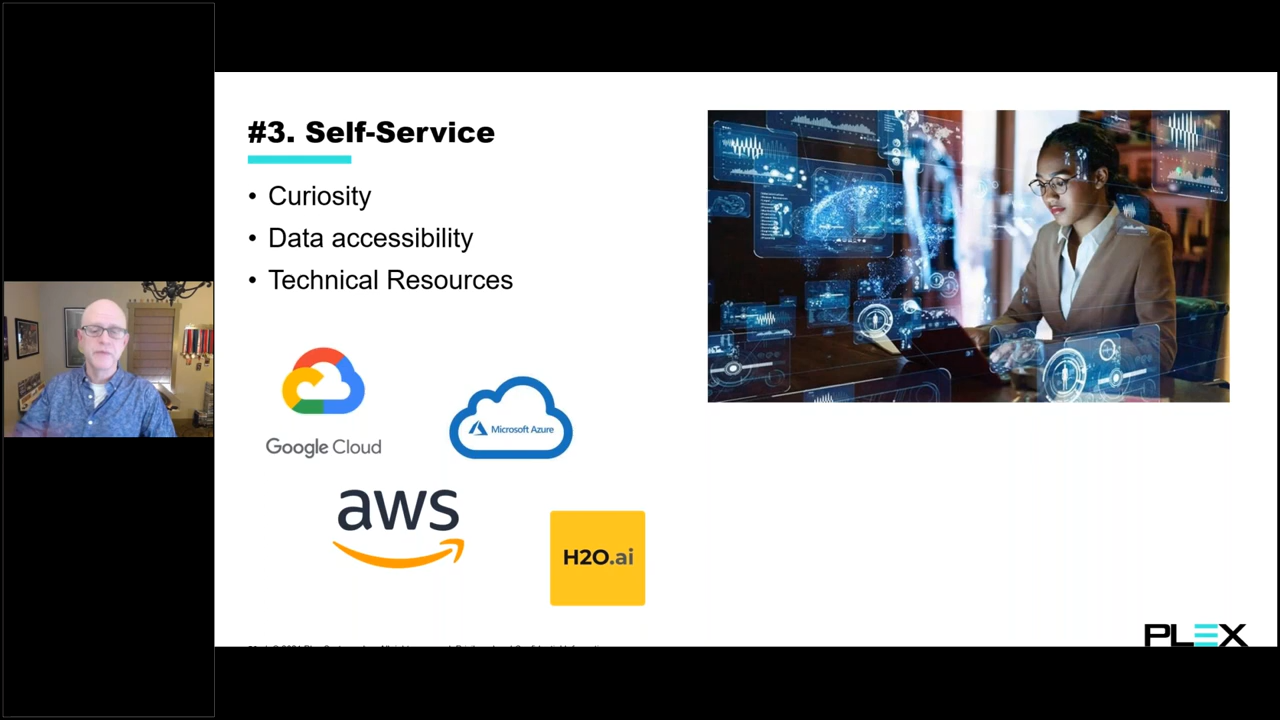 #3. Self-Service
• Curiosity
• Data accessibility
• Technical Resources
Google Cloud
Microsoft Azure
aws
H2O.ai
PLEX